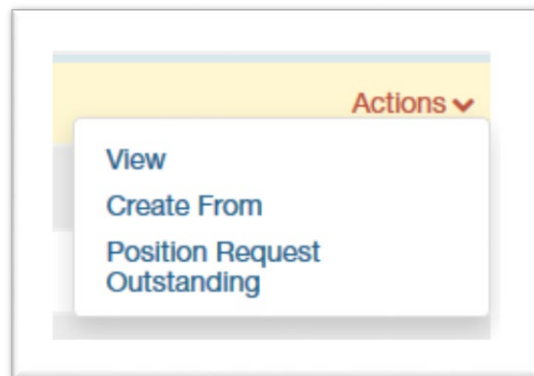 Actions
View
Create From
Position Request
Outstanding